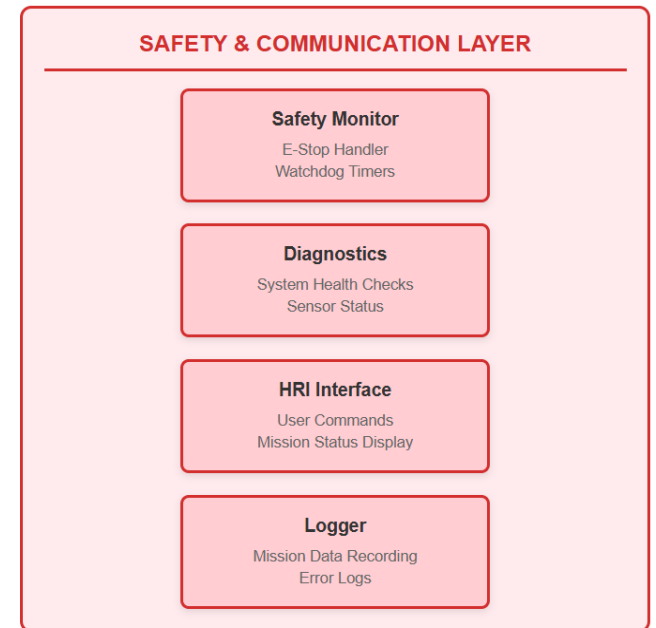 SAFETY & COMMUNICATION LAYER
Safety Monitor
E-Stop Handler
Watchdog Timers
Diagnostics
System Health Checks
Sensor Status
HRI Interface
User Commands
Mission Status Display
Logger
Mission Data Recording
Error Logs